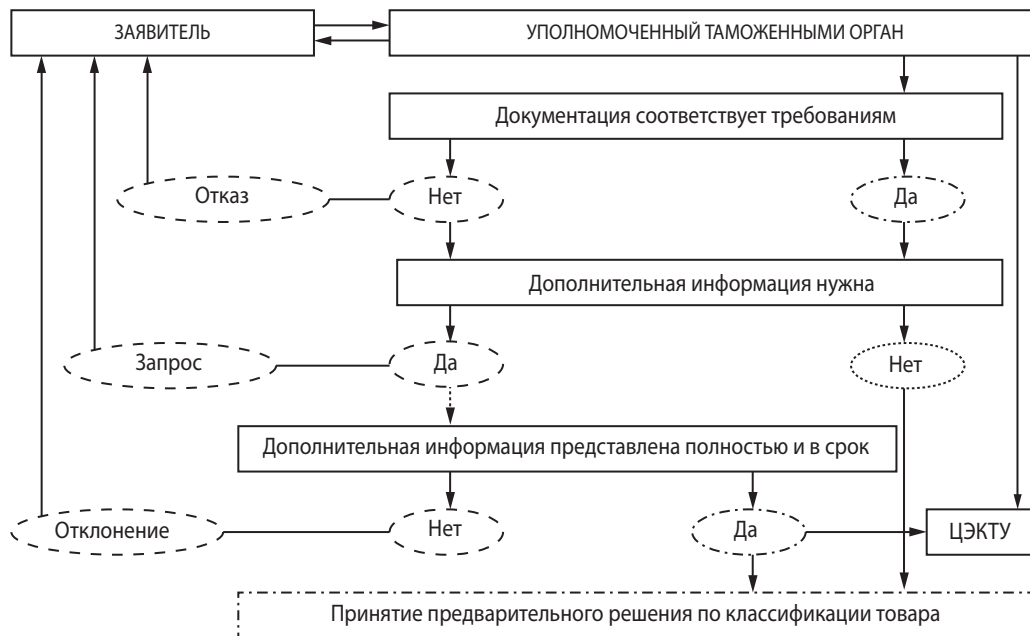 ЗАЯВИТЕЛЬ
УПОЛНОМОЧЕННЫЙ ТАМОЖЕННЫМИ ОРГАН
Документация соответствует требованиям
Отказ
Нет
Да
Дополнительная информация нужна
Запрос
Да
Нет
Дополнительная информация представлена полностью и в срок
Отклонение
Нет
Да
ЦЭКТУ
Принятие предварительного решения по классификации товара